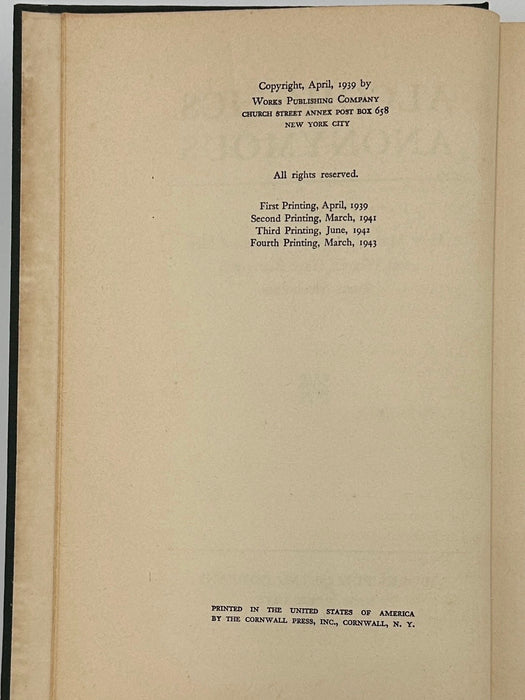 Copyright, April, 1939 by
WORKS PUBLISHING COMPANY
CHURCH STREET ANNEX POST BOX 658
NEW YORK CITY
All rights reserved.
First Printing, April, 1939
Second Printing, March, 1941
Third Printing, June, 1942
Fourth Printing, March, 1943
PRINTED IN THE UNITED STATES OF AMERICA
BY THE CORNWALL PRESS, INC., CORNWALL, N. Y.